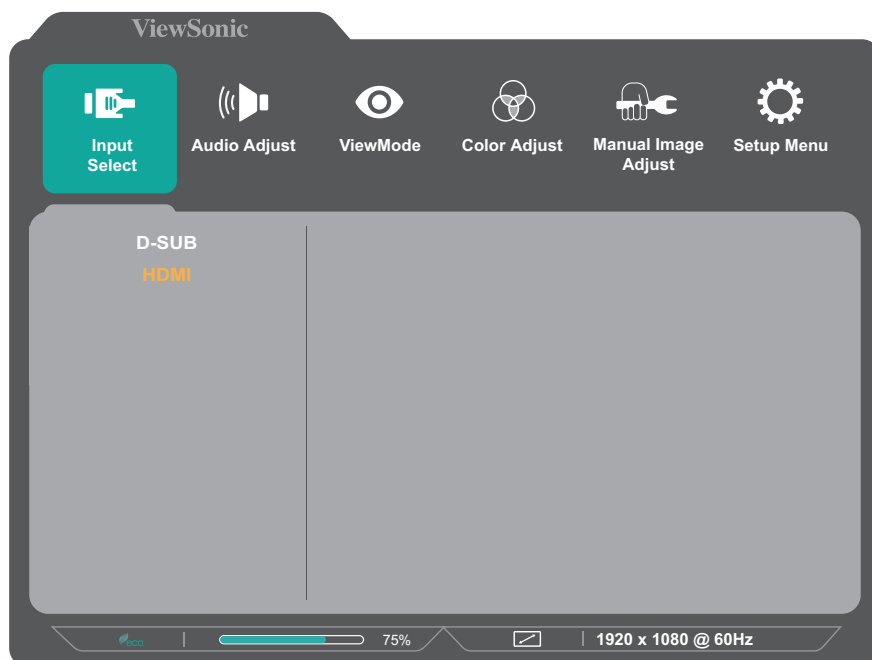 ViewSonic
Input
Select
Audio Adjust
ViewMode
Color Adjust
Manual Image
Adjust
Setup Menu
D-SUB
HDMI
eco
75%
1920 x 1080 @ 60Hz